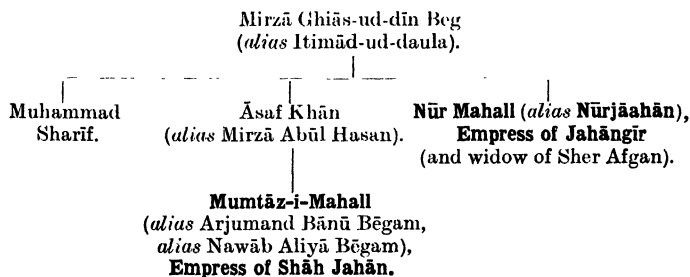 Mirzā Ghiās-ud-dīn Beg
(alias Itimād-ud-daula).
Muhammad
Sharīf.
Āsaf Khān
(alias Mirzā Abūl Hasan).
Nūr Mahall (alias Nūrjāahān),
Empress of Jahāngīr
(and widow of Sher Afgan).
Mumtāz-i-Mahall
(alias Arjumand Bānū Bēgam,
alias Nawāb Aliyā Bēgam),
Empress of Shāh Jahān.